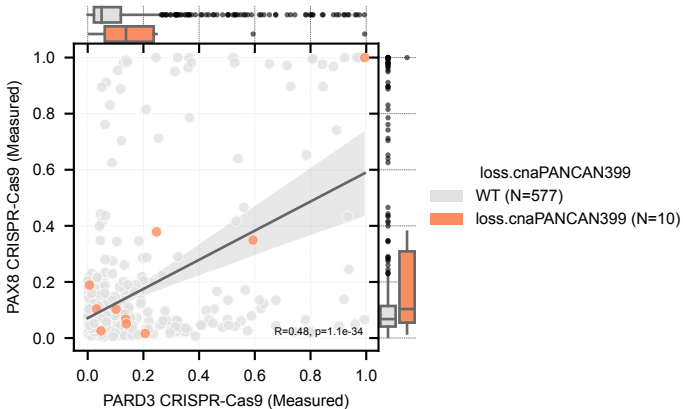 1.0
0.8
0.6
0.4
0.2
0.0
PAX8 CRISPR-Cas9 (Measured)
R=0.48, p=1.1e-34
0.0 0.2 0.4 0.6 0.8 1.0
PARD3 CRISPR-Cas9 (Measured)
loss.cnaPANCAN399
WT (N=577)
loss.cnaPANCAN399 (N=10)